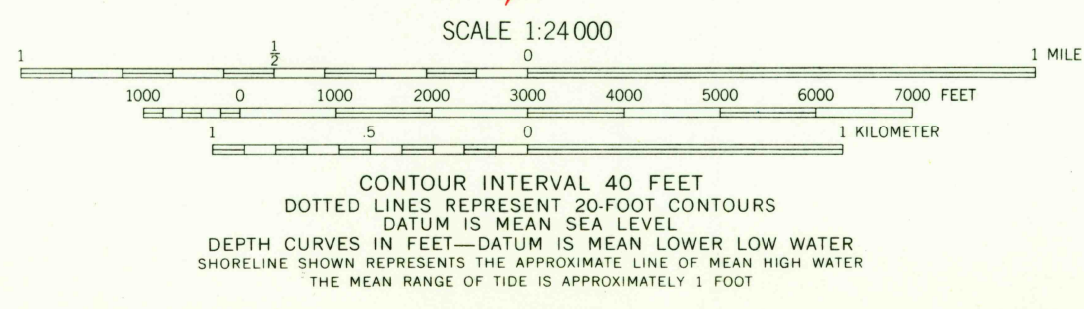 SCALE 1:24 000
1 ½ 0 1 MILE
1000 0 1000 2000 3000 4000 5000 6000 7000 FEET
1 .5 0 1 KILOMETER
CONTOUR INTERVAL 40 FEET
DOTTED LINES REPRESENT 20-FOOT CONTOURS
DATUM IS MEAN SEA LEVEL
DEPTH CURVES IN FEET—DATUM IS MEAN LOWER LOW WATER
SHORELINE SHOWN REPRESENTS THE APPROXIMATE LINE OF MEAN HIGH WATER
THE MEAN RANGE OF TIDE IS APPROXIMATELY 1 FOOT